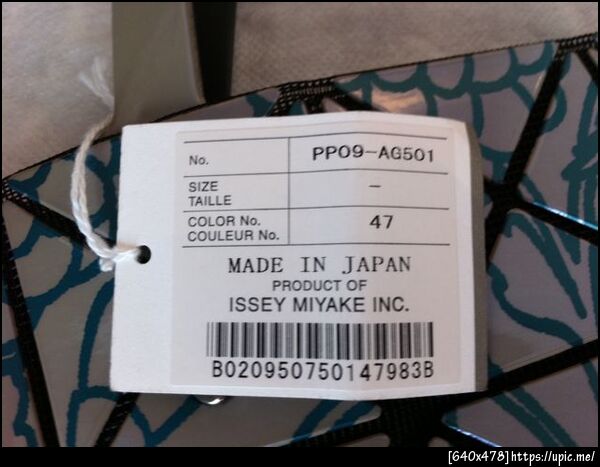 No. PP09-AG501
SIZE
TAILLE -
COLOR No.
COULEUR No. 47
MADE IN JAPAN
PRODUCT OF
ISSEY MIYAKE INC.
B020950750147983B
[640x478]https://upic.me/